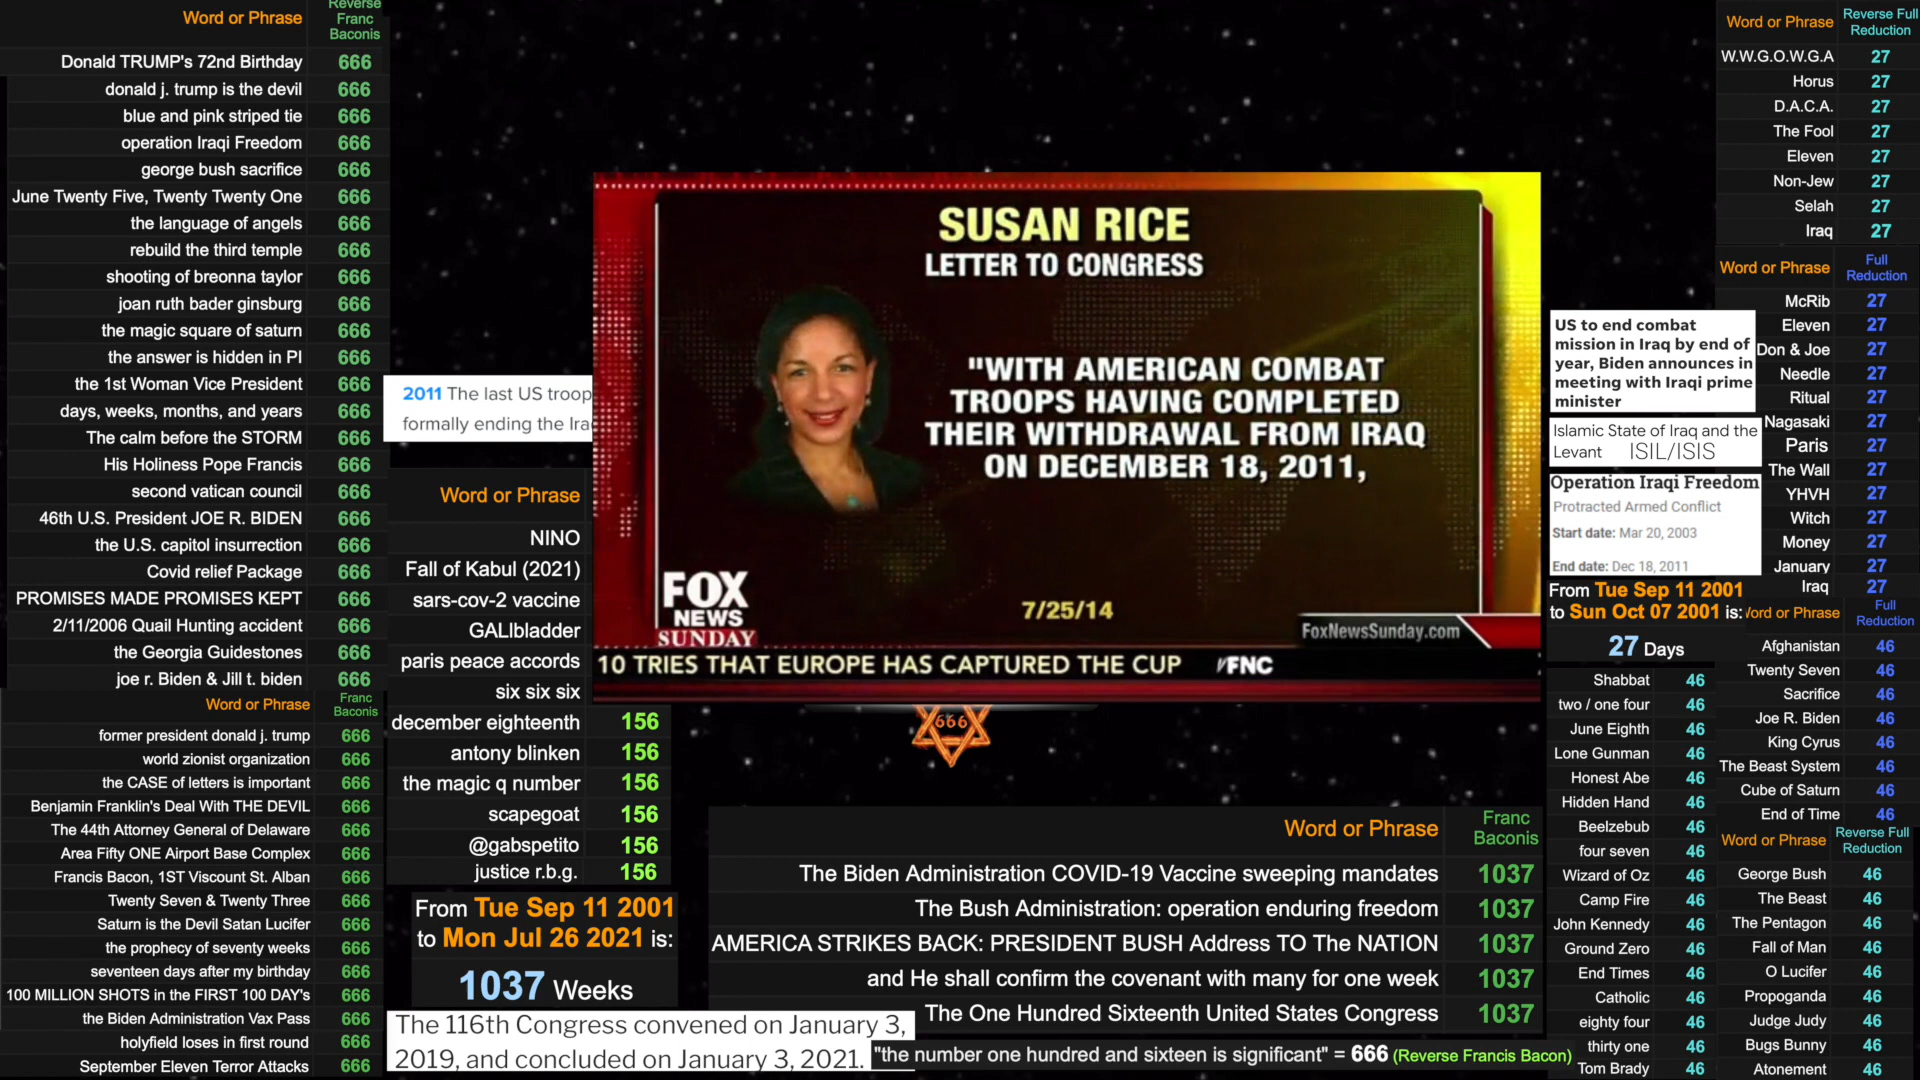 Word or Phrase
Reverse
Franc
Baconis
Donald TRUMP's 72nd Birthday 666
donald j. trump is the devil 666
blue and pink striped tie 666
operation Iraqi Freedom 666
george bush sacrifice 666
June Twenty Five, Twenty Twenty One 666
the language of angels 666
rebuild the third temple 666
shooting of breonna taylor 666
joan ruth bader ginsburg 666
the magic square of saturn 666
the answer is hidden in PI 666
the 1st Woman Vice President 666
days, weeks, months, and years 666
The calm before the STORM 666
His Holiness Pope Francis 666
second vatican council 666
46th U.S. President JOE R. BIDEN 666
the U.S. capitol insurrection 666
Covid relief Package 666
PROMISES MADE PROMISES KEPT 666
2/11/2006 Quail Hunting accident 666
the Georgia Guidestones 666
joe r. Biden & Jill t. biden 666
Word or Phrase
Franc
Baconis
former president donald j. trump 666
world zionist organization 666
the CASE of letters is important 666
Benjamin Franklin's Deal With THE DEVIL 666
The 44th Attorney General of Delaware 666
Area Fifty ONE Airport Base Complex 666
Francis Bacon, 1ST Viscount St. Alban 666
Twenty Seven & Twenty Three 666
Saturn is the Devil Satan Lucifer 666
the prophecy of seventy weeks 666
seventeen days after my birthday 666
100 MILLION SHOTS in the FIRST 100 DAY's 666
the Biden Administration Vax Pass 666
holyfield loses in first round 666
September Eleven Terror Attacks 666
2011 The last US troop
formally ending the Ira
Word or Phrase
NINO
Fall of Kabul (2021)
sars-cov-2 vaccine
GALlbladder
paris peace accords
six six six
december eighteenth 156
antony blinken 156
the magic q number 156
scapegoat 156
@gabspetito 156
justice r.b.g. 156
From Tue Sep 11 2001
to Mon Jul 26 2021 is:
1037 Weeks
The 116th Congress convened on January 3,
2019, and concluded on January 3, 2021.
SUSAN RICE
LETTER TO CONGRESS
"WITH AMERICAN COMBAT
TROOPS HAVING COMPLETED
THEIR WITHDRAWAL FROM IRAQ
ON DECEMBER 18, 2011,
7/25/14
FOX
NEWS
SUNDAY
FoxNewsSunday.com
10 TRIES THAT EUROPE HAS CAPTURED THE CUP FNC
666
Word or Phrase
Franc
Baconis
The Biden Administration COVID-19 Vaccine sweeping mandates 1037
The Bush Administration: operation enduring freedom 1037
AMERICA STRIKES BACK: PRESIDENT BUSH Address TO The NATION 1037
and He shall confirm the covenant with many for one week 1037
The One Hundred Sixteenth United States Congress 1037
"the number one hundred and sixteen is significant" = 666 (Reverse Francis Bacon)
US to end combat
mission in Iraq by end of
year, Biden announces in
meeting with Iraqi prime
minister
Islamic State of Iraq and the
Levant ISIL/ISIS
Operation Iraqi Freedom
Protracted Armed Conflict
Start date: Mar 20, 2003
End date: Dec 18, 2011
From Tue Sep 11 2001
to Sun Oct 07 2001 is:
27 Days
Shabbat 46
two / one four 46
June Eighth 46
Lone Gunman 46
Honest Abe 46
Hidden Hand 46
Beelzebub 46
four seven 46
Wizard of Oz 46
Camp Fire 46
John Kennedy 46
Ground Zero 46
End Times 46
Catholic 46
eighty four 46
thirty one 46
Tom Brady 46
Word or Phrase
Reverse Full
Reduction
W.W.G.O.W.G.A 27
Horus 27
D.A.C.A. 27
The Fool 27
Eleven 27
Non-Jew 27
Selah 27
Iraq 27
Word or Phrase
Full
Reduction
McRib 27
Eleven 27
Don & Joe 27
Needle 27
Ritual 27
Nagasaki 27
Paris 27
The Wall 27
YHVH 27
Witch 27
Money 27
January 27
Iraq 27
Word or Phrase
Full
Reduction
Afghanistan 46
Twenty Seven 46
Sacrifice 46
Joe R. Biden 46
King Cyrus 46
The Beast System 46
Cube of Saturn 46
End of Time 46
Word or Phrase
Reverse Full
Reduction
George Bush 46
The Beast 46
The Pentagon 46
Fall of Man 46
O Lucifer 46
Propoganda 46
Judge Judy 46
Bugs Bunny 46
Atonement 46